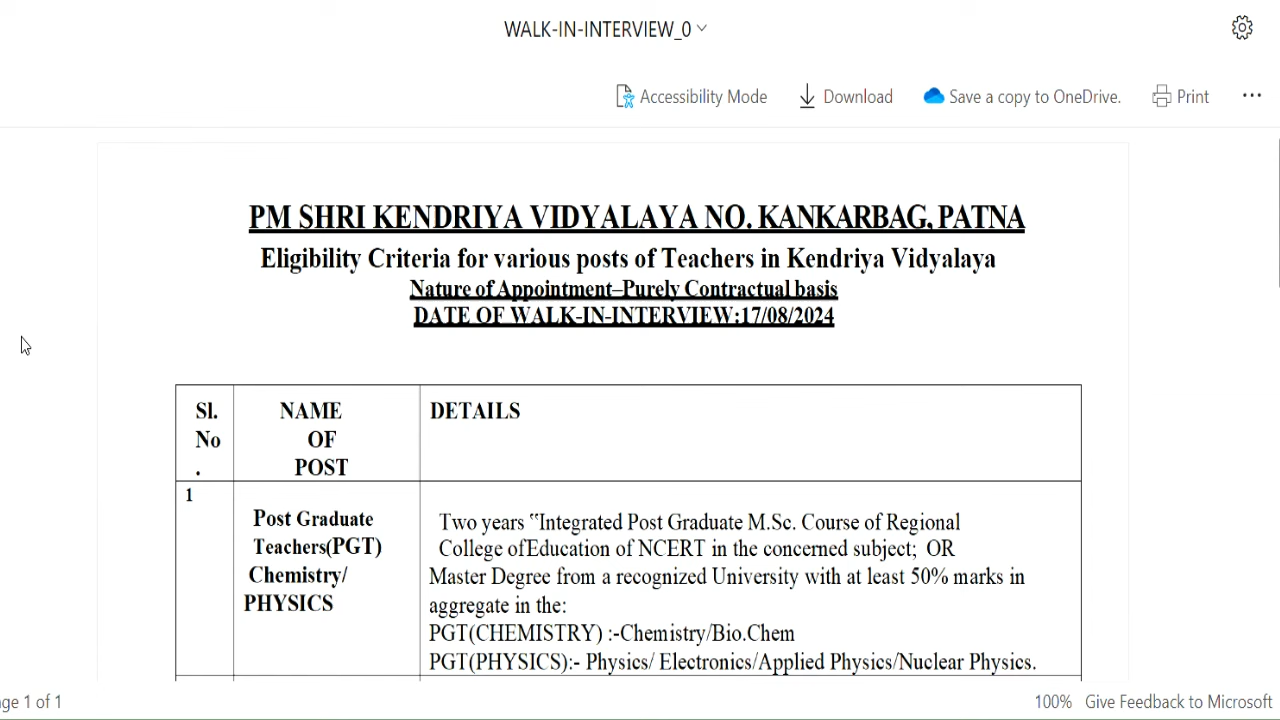 WALK-IN-INTERVIEW_0
Accessibility Mode
Download
Save a copy to OneDrive.
Print
PM SHRI KENDRIYA VIDYALAYA NO. KANKARBAG, PATNA
Eligibility Criteria for various posts of Teachers in Kendriya Vidyalaya
Nature of Appointment–Purely Contractual basis
DATE OF WALK-IN-INTERVIEW:17/08/2024
Sl.
No
.
NAME
OF
POST
DETAILS
1
Post Graduate
Teachers(PGT)
Chemistry/
PHYSICS
Two years "Integrated Post Graduate M.Sc. Course of Regional
College ofEducation of NCERT in the concerned subject; OR
Master Degree from a recognized University with at least 50% marks in
aggregate in the:
PGT(CHEMISTRY) :-Chemistry/Bio.Chem
PGT(PHYSICS):- Physics/ Electronics/Applied Physics/Nuclear Physics.
ge 1 of 1
100%
Give Feedback to Microsoft